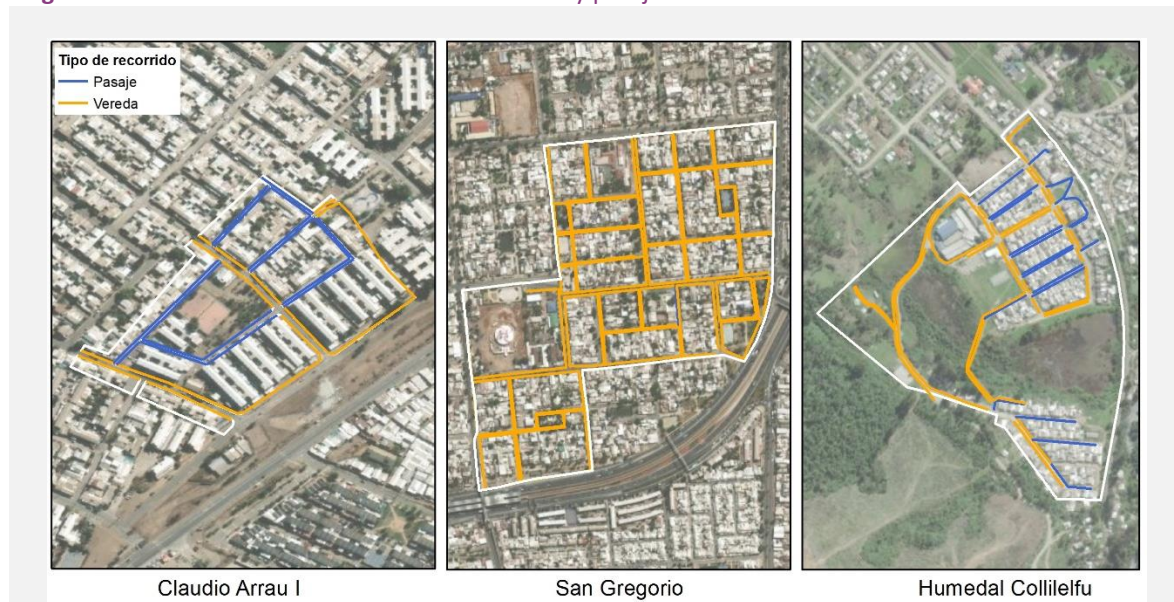 Tipo de recorrido
Pasaje
Vereda
Claudio Arrau I
San Gregorio
Humedal Collilelfu